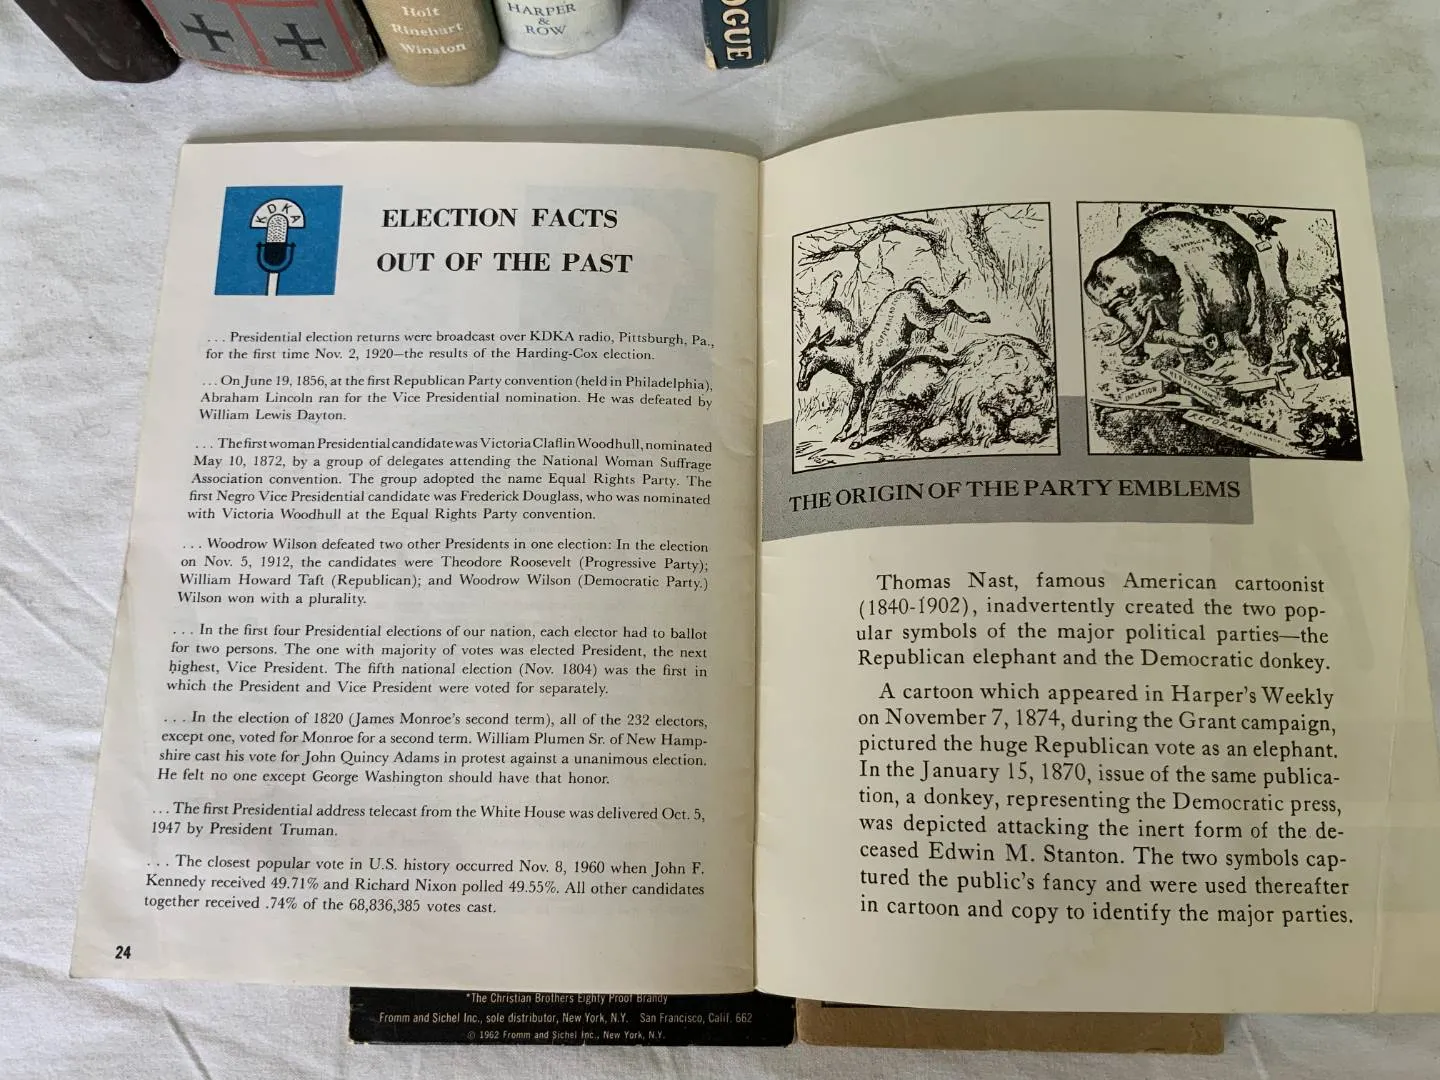 Holt
Rinehart
Winston
HARPER
&
ROW
OGUE
KDKA
ELECTION FACTS
OUT OF THE PAST
. . . Presidential election returns were broadcast over KDKA radio, Pittsburgh, Pa.,
for the first time Nov. 2, 1920—the results of the Harding-Cox election.
. . . On June 19, 1856, at the first Republican Party convention (held in Philadelphia),
Abraham Lincoln ran for the Vice Presidential nomination. He was defeated by
William Lewis Dayton.
. . . The first woman Presidential candidate was Victoria Claflin Woodhull, nominated
May 10, 1872, by a group of delegates attending the National Woman Suffrage
Association convention. The group adopted the name Equal Rights Party. The
first Negro Vice Presidential candidate was Frederick Douglass, who was nominated
with Victoria Woodhull at the Equal Rights Party convention.
. . . Woodrow Wilson defeated two other Presidents in one election: In the election
on Nov. 5, 1912, the candidates were Theodore Roosevelt (Progressive Party);
William Howard Taft (Republican); and Woodrow Wilson (Democratic Party.)
Wilson won with a plurality.
. . . In the first four Presidential elections of our nation, each elector had to ballot
for two persons. The one with majority of votes was elected President, the next
highest, Vice President. The fifth national election (Nov. 1804) was the first in
which the President and Vice President were voted for separately.
. . . In the election of 1820 (James Monroe's second term), all of the 232 electors,
except one, voted for Monroe for a second term. William Plumen Sr. of New Hamp-
shire cast his vote for John Quincy Adams in protest against a unanimous election.
He felt no one except George Washington should have that honor.
. . . The first Presidential address telecast from the White House was delivered Oct. 5,
1947 by President Truman.
. . . The closest popular vote in U.S. history occurred Nov. 8, 1960 when John F.
Kennedy received 49.71% and Richard Nixon polled 49.55%. All other candidates
together received .74% of the 68,836,385 votes cast.
24
COPPERHEAD
INFLATION
REFORM
THE ORIGIN OF THE PARTY EMBLEMS
Thomas Nast, famous American cartoonist
(1840-1902), inadvertently created the two pop-
ular symbols of the major political parties—the
Republican elephant and the Democratic donkey.
A cartoon which appeared in Harper's Weekly
on November 7, 1874, during the Grant campaign,
pictured the huge Republican vote as an elephant.
In the January 15, 1870, issue of the same publica-
tion, a donkey, representing the Democratic press,
was depicted attacking the inert form of the de-
ceased Edwin M. Stanton. The two symbols cap-
tured the public's fancy and were used thereafter
in cartoon and copy to identify the major parties.
*The Christian Brothers Eighty Proof Brandy
Fromm and Sichel Inc., sole distributor, New York, N.Y. San Francisco, Calif. 662
© 1962 Fromm and Sichel Inc., New York, N.Y.